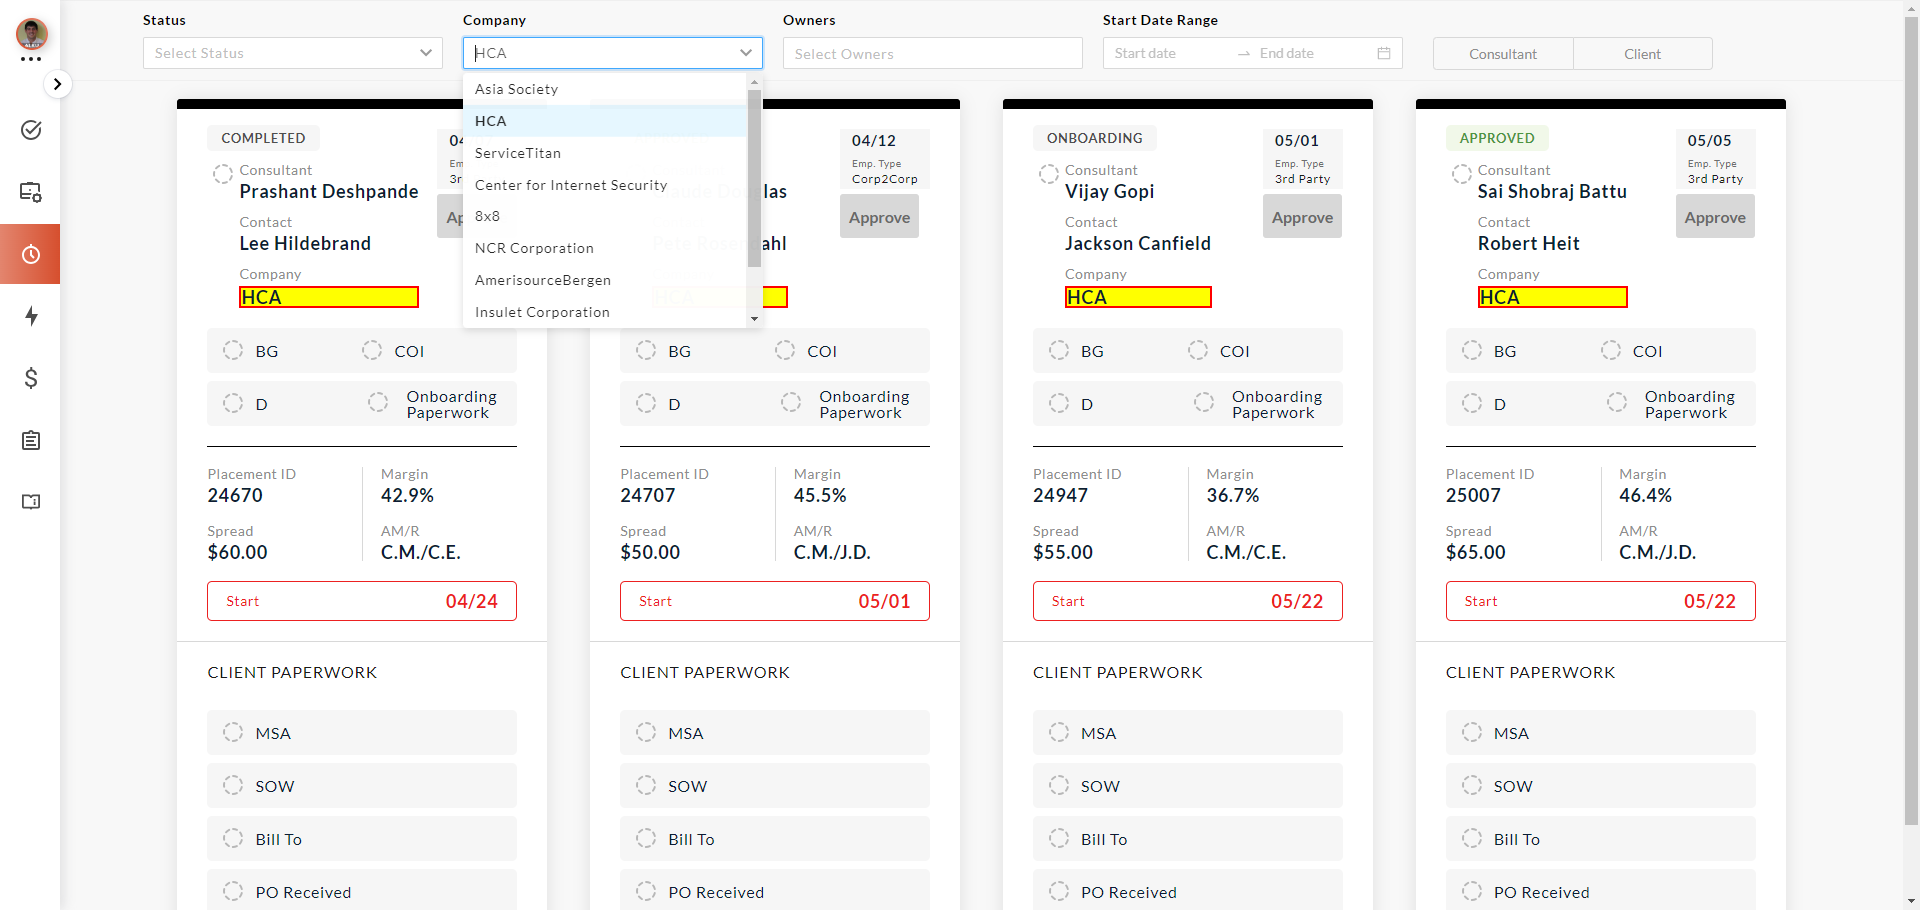 Status
Company
Owners
Start Date Range
Select Status
HCA
Select Owners
Start date
End date
Consultant
Client
Asia Society
HCA
ServiceTitan
Center for Internet Security
8x8
NCR Corporation
AmerisourceBergen
Insulet Corporation
COMPLETED
Consultant
Prashant Deshpande
Contact
Lee Hildebrand
Company
HCA
BG
COI
D
Onboarding
Paperwork
Placement ID
24670
Margin
42.9%
Spread
$60.00
AM/R
C.M./C.E.
Start
04/24
CLIENT PAPERWORK
MSA
SOW
Bill To
PO Received
04/12
Emp. Type
Corp2Corp
Approve
BG
COI
D
Onboarding
Paperwork
Placement ID
24707
Margin
45.5%
Spread
$50.00
AM/R
C.M./J.D.
Start
05/01
CLIENT PAPERWORK
MSA
SOW
Bill To
PO Received
ONBOARDING
05/01
Emp. Type
3rd Party
Approve
Consultant
Vijay Gopi
Contact
Jackson Canfield
Company
HCA
BG
COI
D
Onboarding
Paperwork
Placement ID
24947
Margin
36.7%
Spread
$55.00
AM/R
C.M./C.E.
Start
05/22
CLIENT PAPERWORK
MSA
SOW
Bill To
PO Received
APPROVED
05/05
Emp. Type
3rd Party
Approve
Consultant
Sai Shobraj Battu
Contact
Robert Heit
Company
HCA
BG
COI
D
Onboarding
Paperwork
Placement ID
25007
Margin
46.4%
Spread
$65.00
AM/R
C.M./J.D.
Start
05/22
CLIENT PAPERWORK
MSA
SOW
Bill To
PO Received